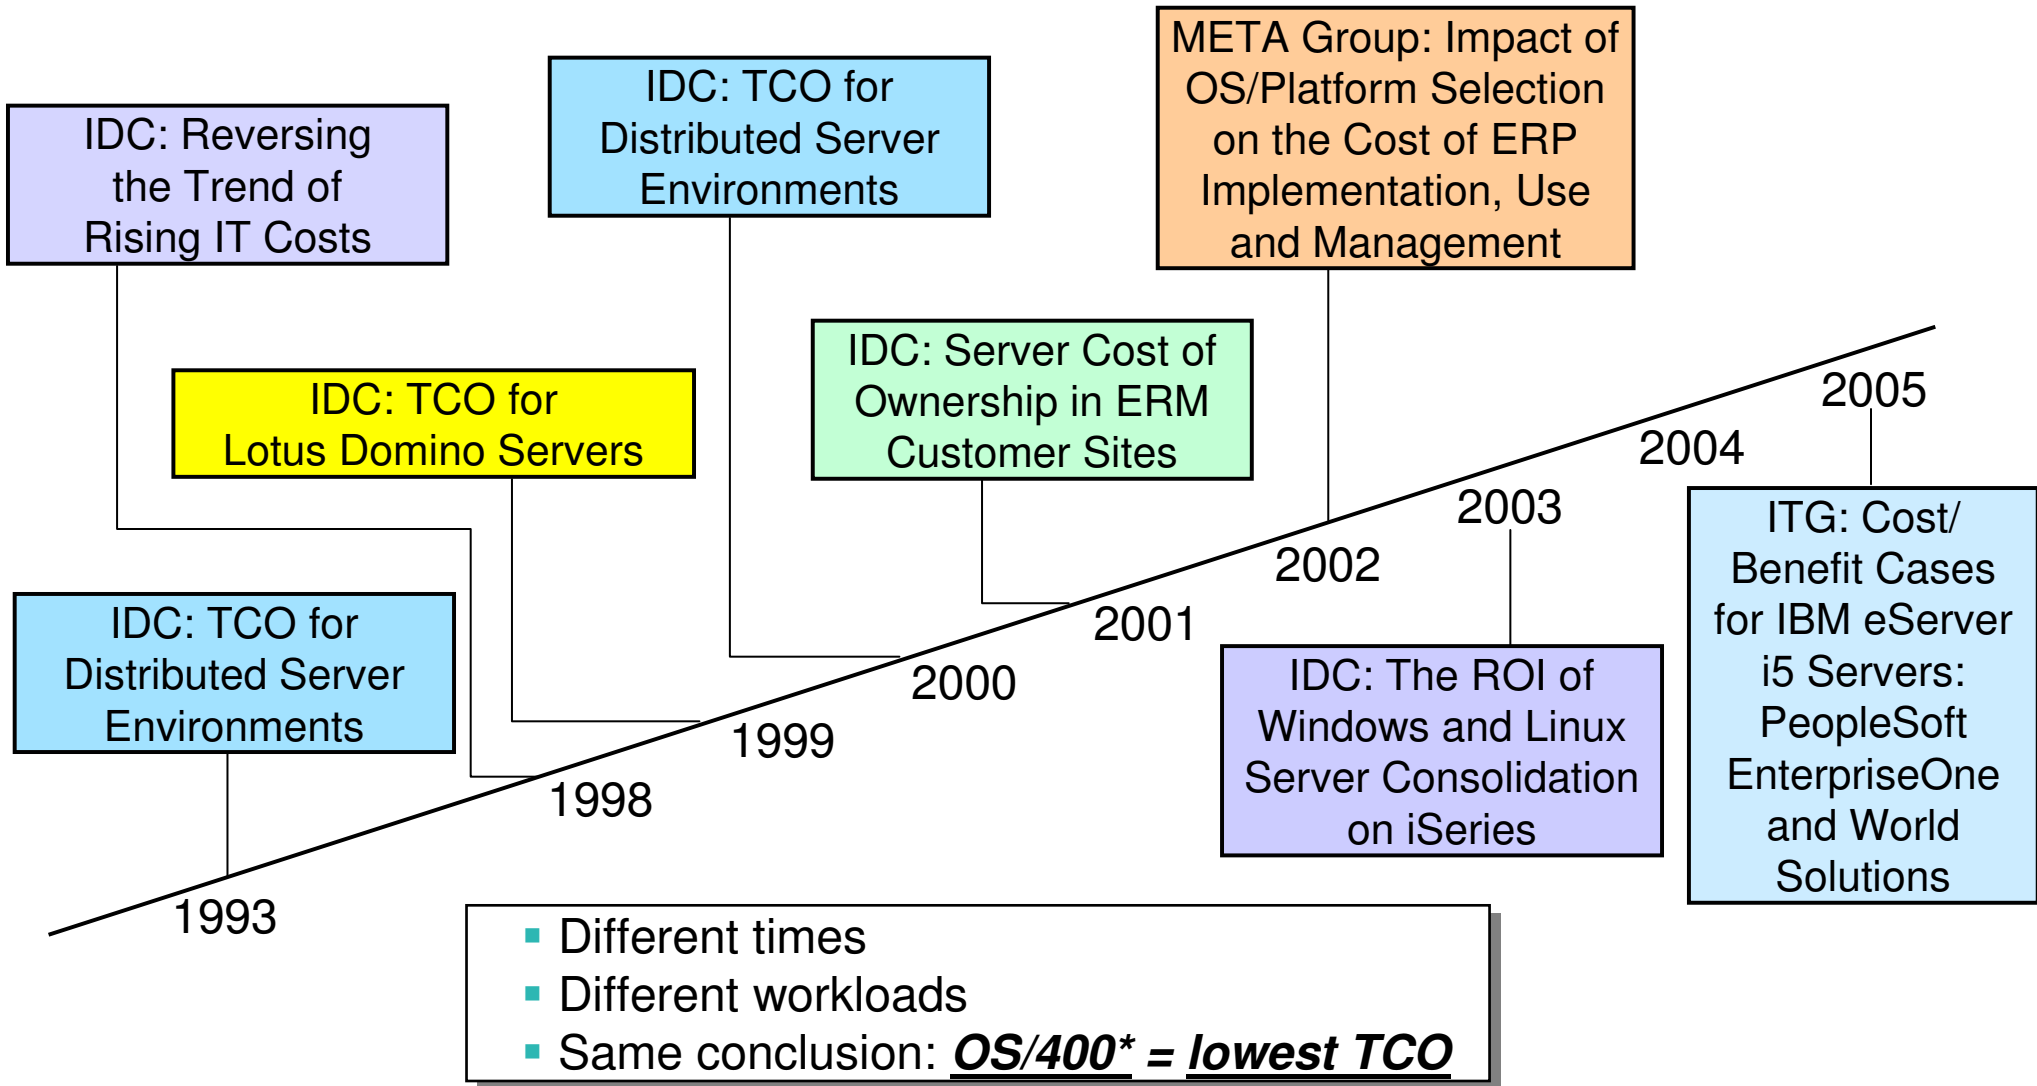 META Group: Impact of
OS/Platform Selection
on the Cost of ERP
Implementation, Use
and Management
IDC: TCO for
Distributed Server
Environments
IDC: Reversing
the Trend of
Rising IT Costs
IDC: Server Cost of
Ownership in ERM
Customer Sites
IDC: TCO for
Lotus Domino Servers
2005
2004
2003
2002
2001
2000
1999
1998
1993
IDC: TCO for
Distributed Server
Environments
IDC: The ROI of
Windows and Linux
Server Consolidation
on iSeries
ITG: Cost/
Benefit Cases
for IBM eServer
i5 Servers:
PeopleSoft
EnterpriseOne
and World
Solutions
▪ Different times
▪ Different workloads
▪ Same conclusion: OS/400* = lowest TCO